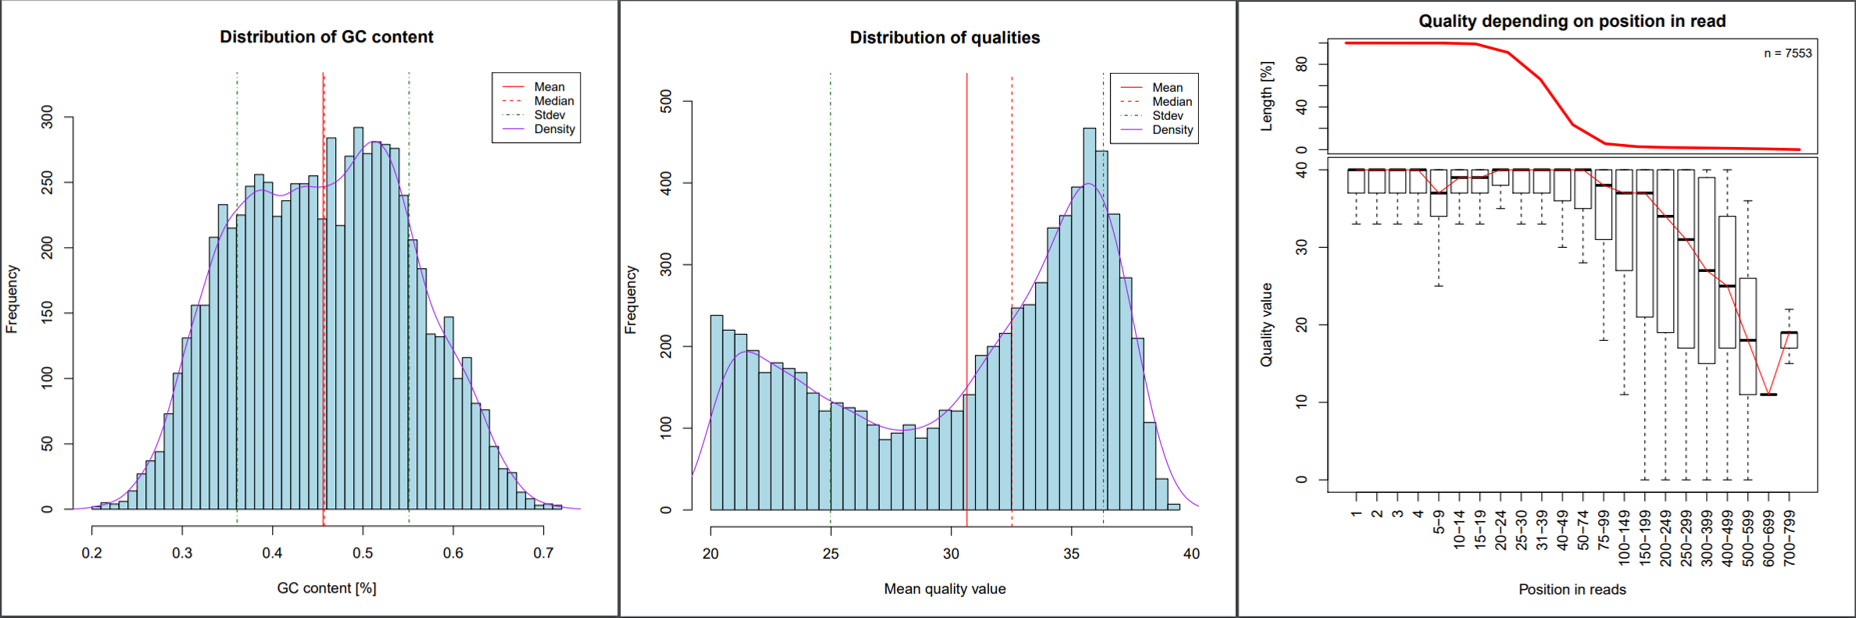 Distribution of GC content
Mean
Median
Stdev
Density
Frequency
0
50
100
150
200
250
300
0.2
0.3
0.4
0.5
0.6
0.7
GC content [%]
Distribution of qualities
Mean
Median
Stdev
Density
Frequency
0
100
200
300
400
500
20
25
30
35
40
Mean quality value
Quality depending on position in read
n = 7553
Length [%]
0
40
80
Quality value
0
10
20
30
40
1
2
3
4
5−9
10−14
15−19
20−24
25−30
31−39
40−49
50−74
75−99
100−149
150−199
200−249
250−299
300−399
400−499
500−599
600−699
700−799
Position in reads